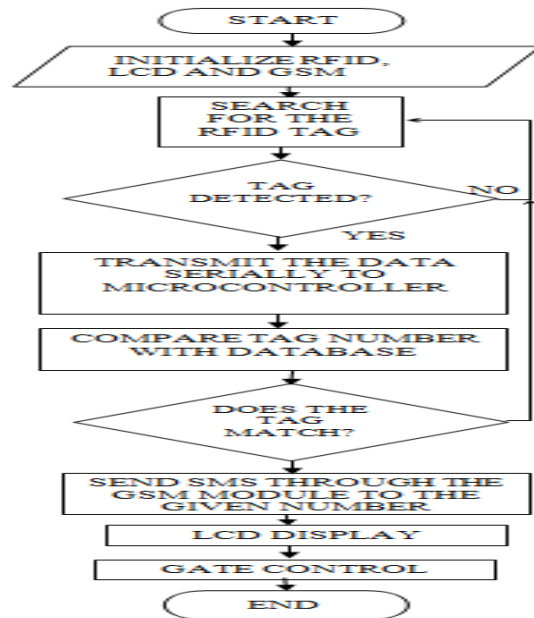 START
INITIALIZE RFID,
LCD AND GSM
SEARCH
FOR THE
RFID TAG
TAG
DETECTED?
NO
YES
TRANSMIT THE DATA
SERIALLY TO
MICROCONTROLLER
COMPARE TAG NUMBER
WITH DATABASE
DOES THE
TAG
MATCH?
SEND SMS THROUGH THE
GSM MODULE TO THE
GIVEN NUMBER
LCD DISPLAY
GATE CONTROL
END